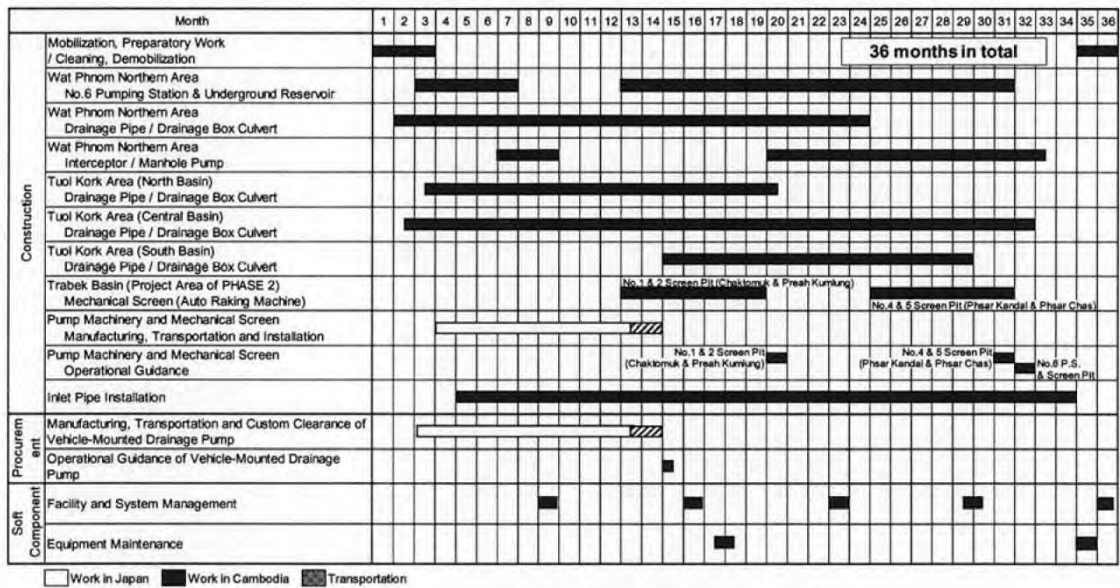 Month 1 2 3 4 5 6 7 8 9 10 11 12 13 14 15 16 17 18 19 20 21 22 23 24 25 26 27 28 29 30 31 32 33 34 35 36
Construction
Mobilization, Preparatory Work
/ Cleaning, Demobilization
36 months in total
Wat Phnom Northern Area
No.6 Pumping Station & Underground Reservoir
Wat Phnom Northern Area
Drainage Pipe / Drainage Box Culvert
Wat Phnom Northern Area
Interceptor / Manhole Pump
Tuol Kork Area (North Basin)
Drainage Pipe / Drainage Box Culvert
Tuol Kork Area (Central Basin)
Drainage Pipe / Drainage Box Culvert
Tuol Kork Area (South Basin)
Drainage Pipe / Drainage Box Culvert
Trabek Basin (Project Area of PHASE 2)
Mechanical Screen (Auto Raking Machine)
No.1 & 2 Screen Pit (Chaktomuk & Preah Kumlung)
No.4 & 5 Screen Pit (Phsar Kandal & Phsar Chas)
Pump Machinery and Mechanical Screen
Manufacturing, Transportation and Installation
Pump Machinery and Mechanical Screen
Operational Guidance
No.1 & 2 Screen Pit
(Chaktomuk & Preah Kumlung)
No.4 & 5 Screen Pit
(Phsar Kandal & Phsar Chas)
No.6 P.S.
& Screen Pit
Inlet Pipe Installation
Procurem
ent
Manufacturing, Transportation and Custom Clearance of
Vehicle-Mounted Drainage Pump
Operational Guidance of Vehicle-Mounted Drainage
Pump
Soft
Component
Facility and System Management
Equipment Maintenance
Work in Japan Work in Cambodia Transportation